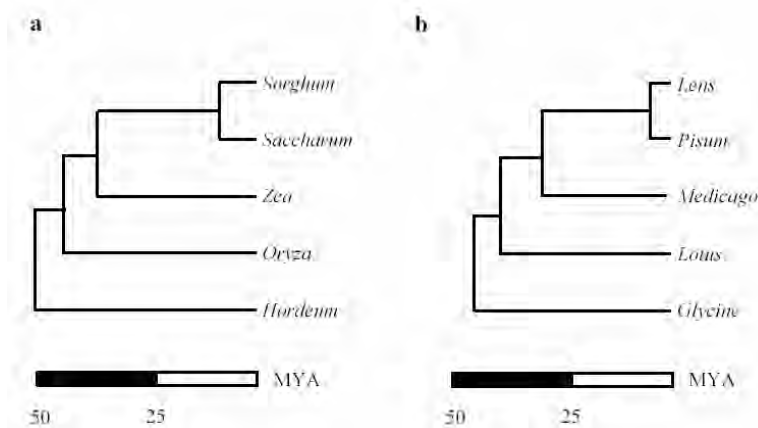 a
Sorghum
Saccharum
Zea
Oryza
Hordeum
MYA
50 25
b
Lens
Pisum
Medicago
Lotus
Glycine
MYA
50 25